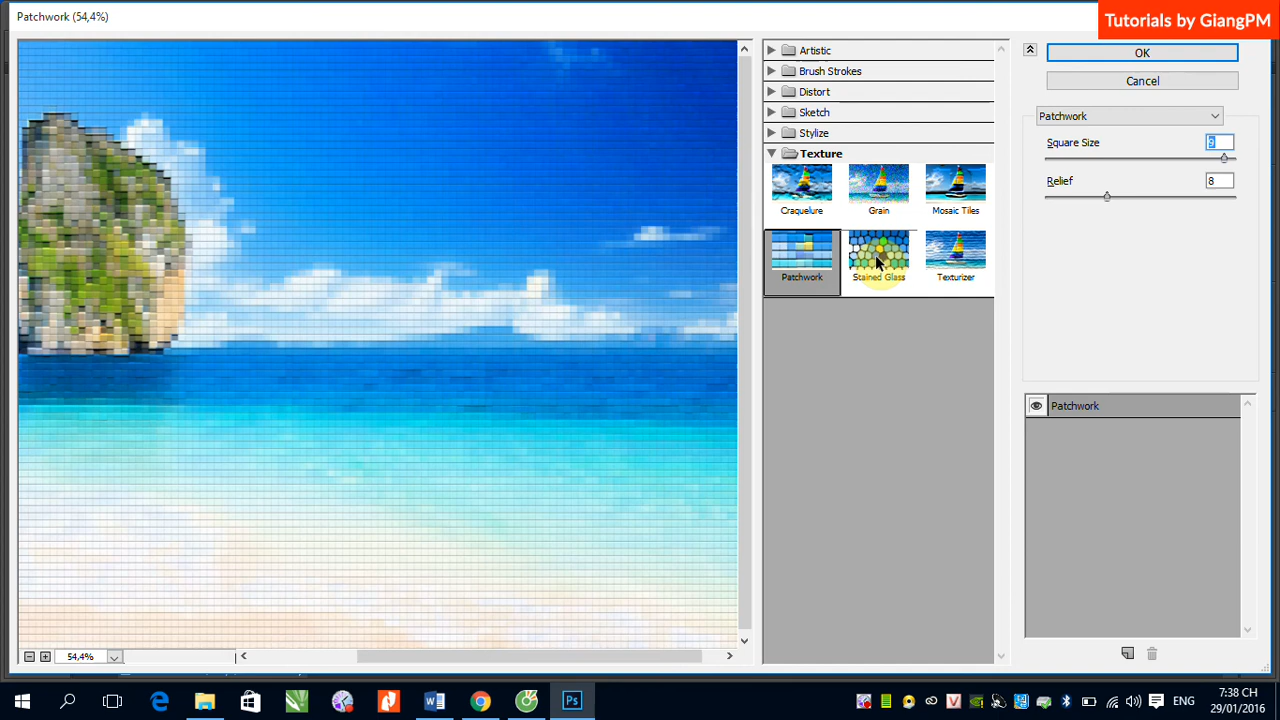 Patchwork (54,4%)
Tutorials by GiangPM
Artistic
Brush Strokes
Distort
Sketch
Stylize
Texture
Craquelure
Grain
Mosaic Tiles
Patchwork
Stained Glass
Texturizer
OK
Cancel
Patchwork
Square Size
9
Relief
8
Patchwork
54,4%
W
Ps
V
ENG
7:38 CH
29/01/2016